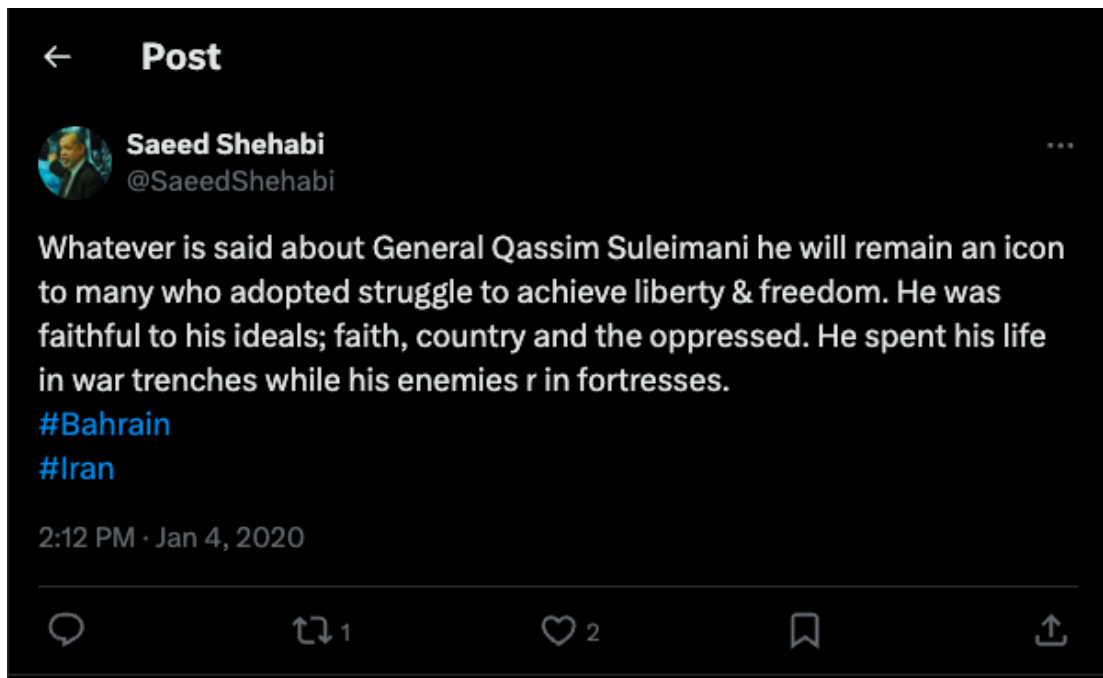 Post
Saeed Shehabi
@SaeedShehabi
Whatever is said about General Qassim Suleimani he will remain an icon
to many who adopted struggle to achieve liberty & freedom. He was
faithful to his ideals; faith, country and the oppressed. He spent his life
in war trenches while his enemies r in fortresses.
#Bahrain
#Iran
2:12 PM · Jan 4, 2020
1 2